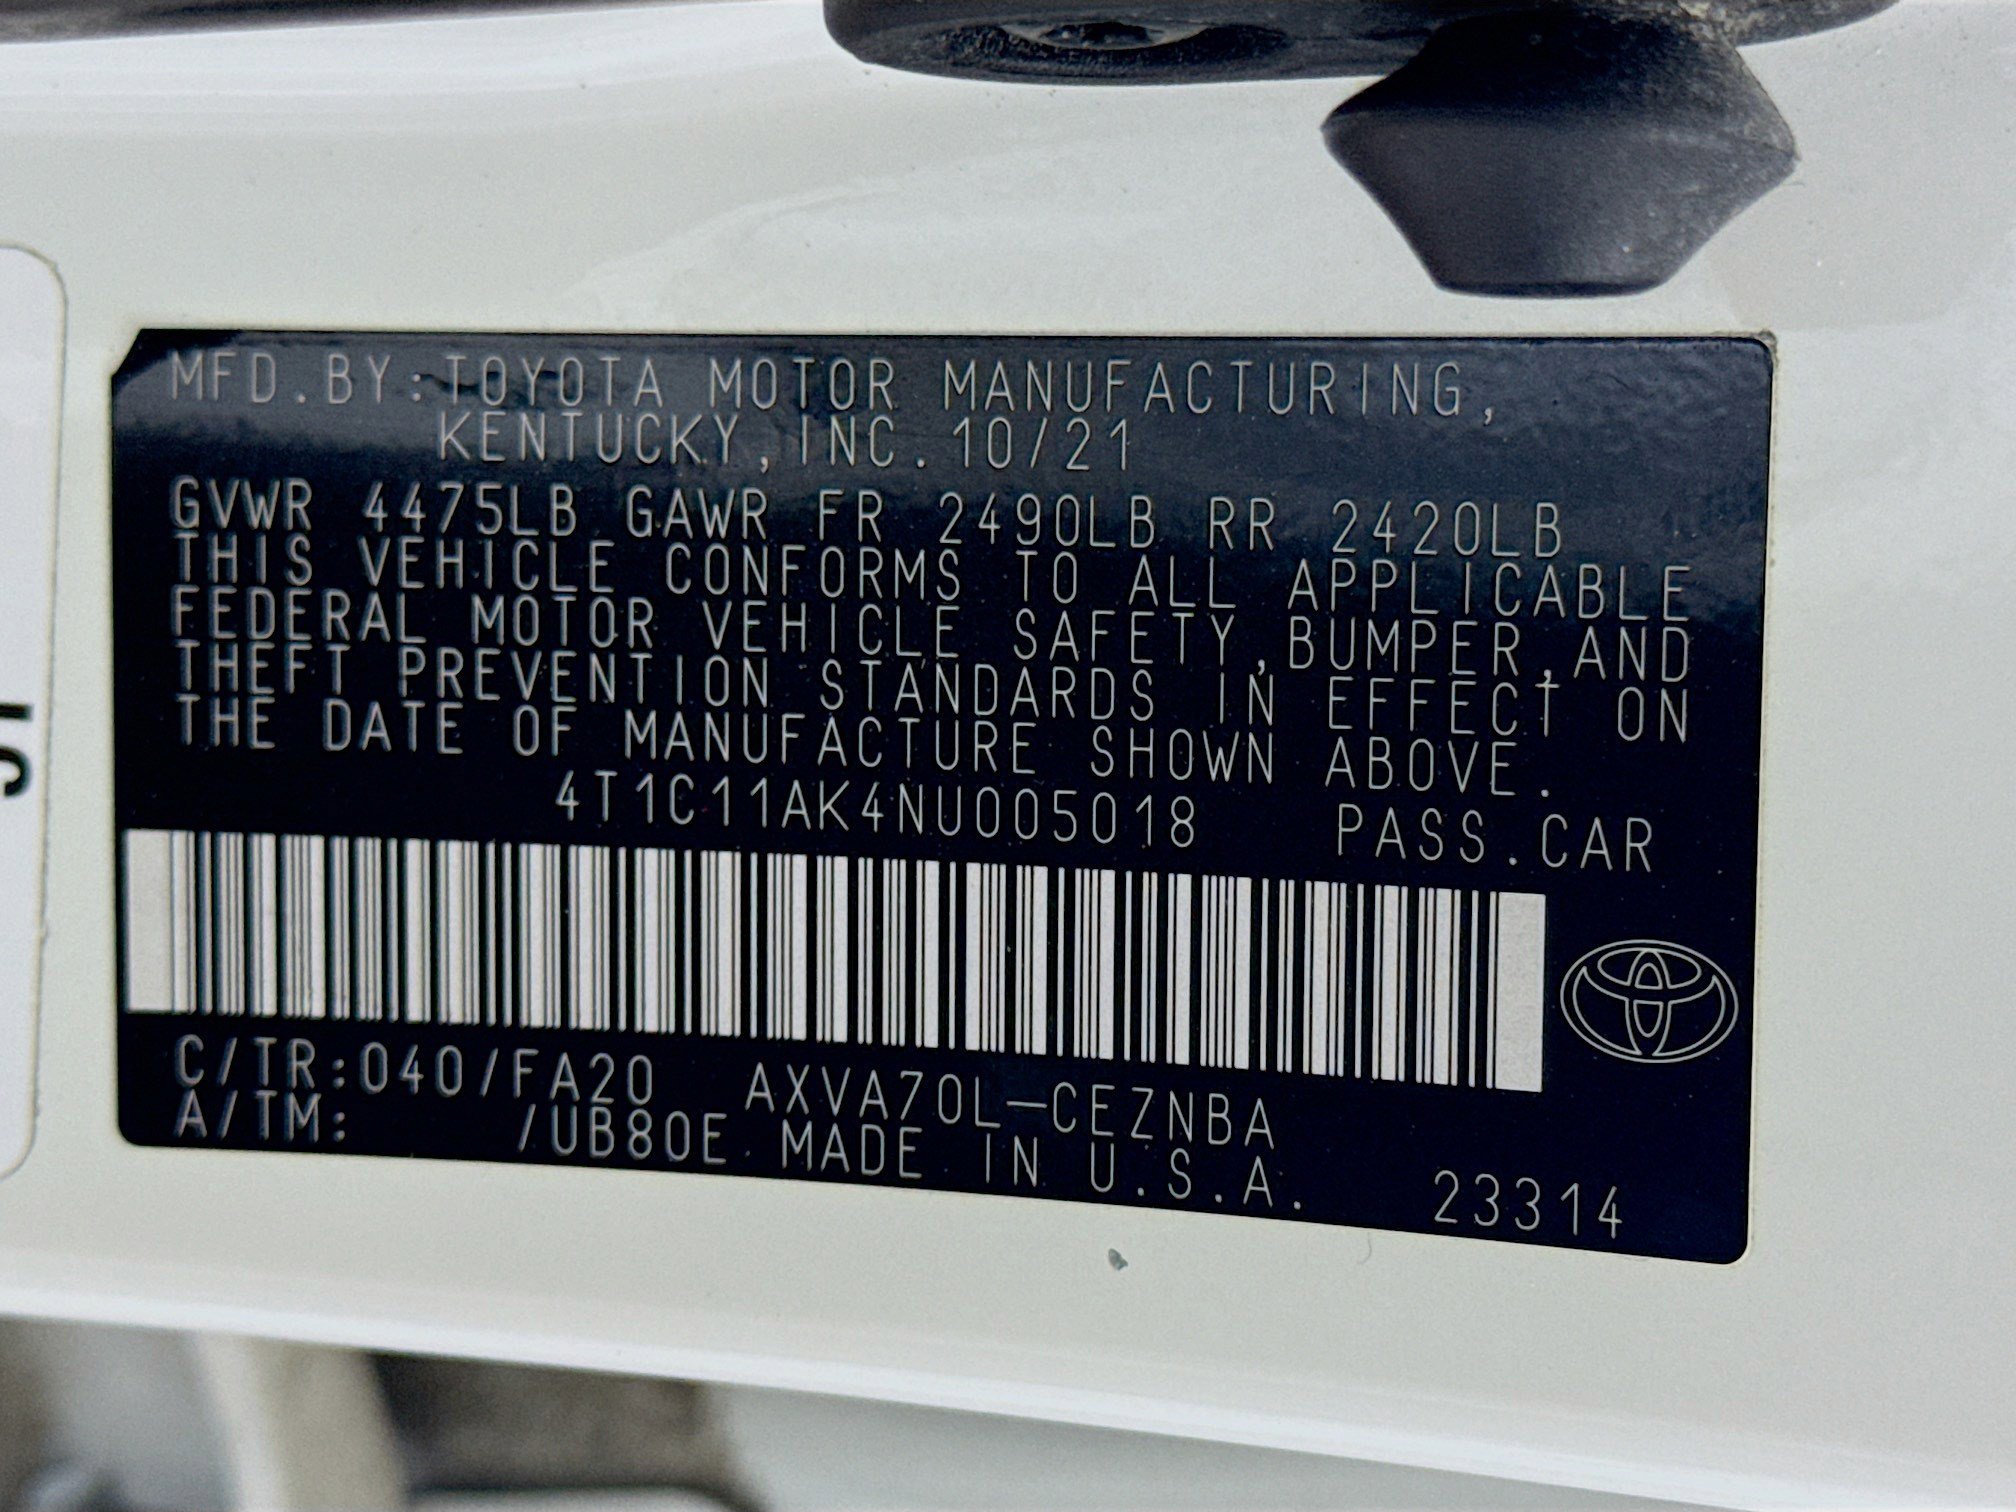 MFD.BY:TOYOTA MOTOR MANUFACTURING,
KENTUCKY,INC.10/21
GVWR 4475LB GAWR FR 2490LB RR 2420LB
THIS VEHICLE CONFORMS TO ALL APPLICABLE
FEDERAL MOTOR VEHICLE SAFETY,BUMPER,AND
THEFT PREVENTION STANDARDS IN EFFECT ON
THE DATE OF MANUFACTURE SHOWN ABOVE.
4T1C11AK4NU005018 PASS.CAR
C/TR:040/FA20 AXVA70L-CEZNBA
A/TM: /UB80E MADE IN U.S.A. 23314